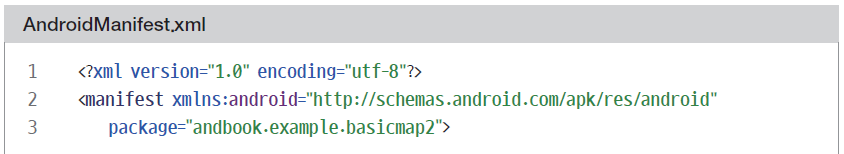 AndroidManifest.xml
1 <?xml version="1.0" encoding="utf-8"?>
2 <manifest xmlns:android="http://schemas.android.com/apk/res/android"
3 package="andbook.example.basicmap2">